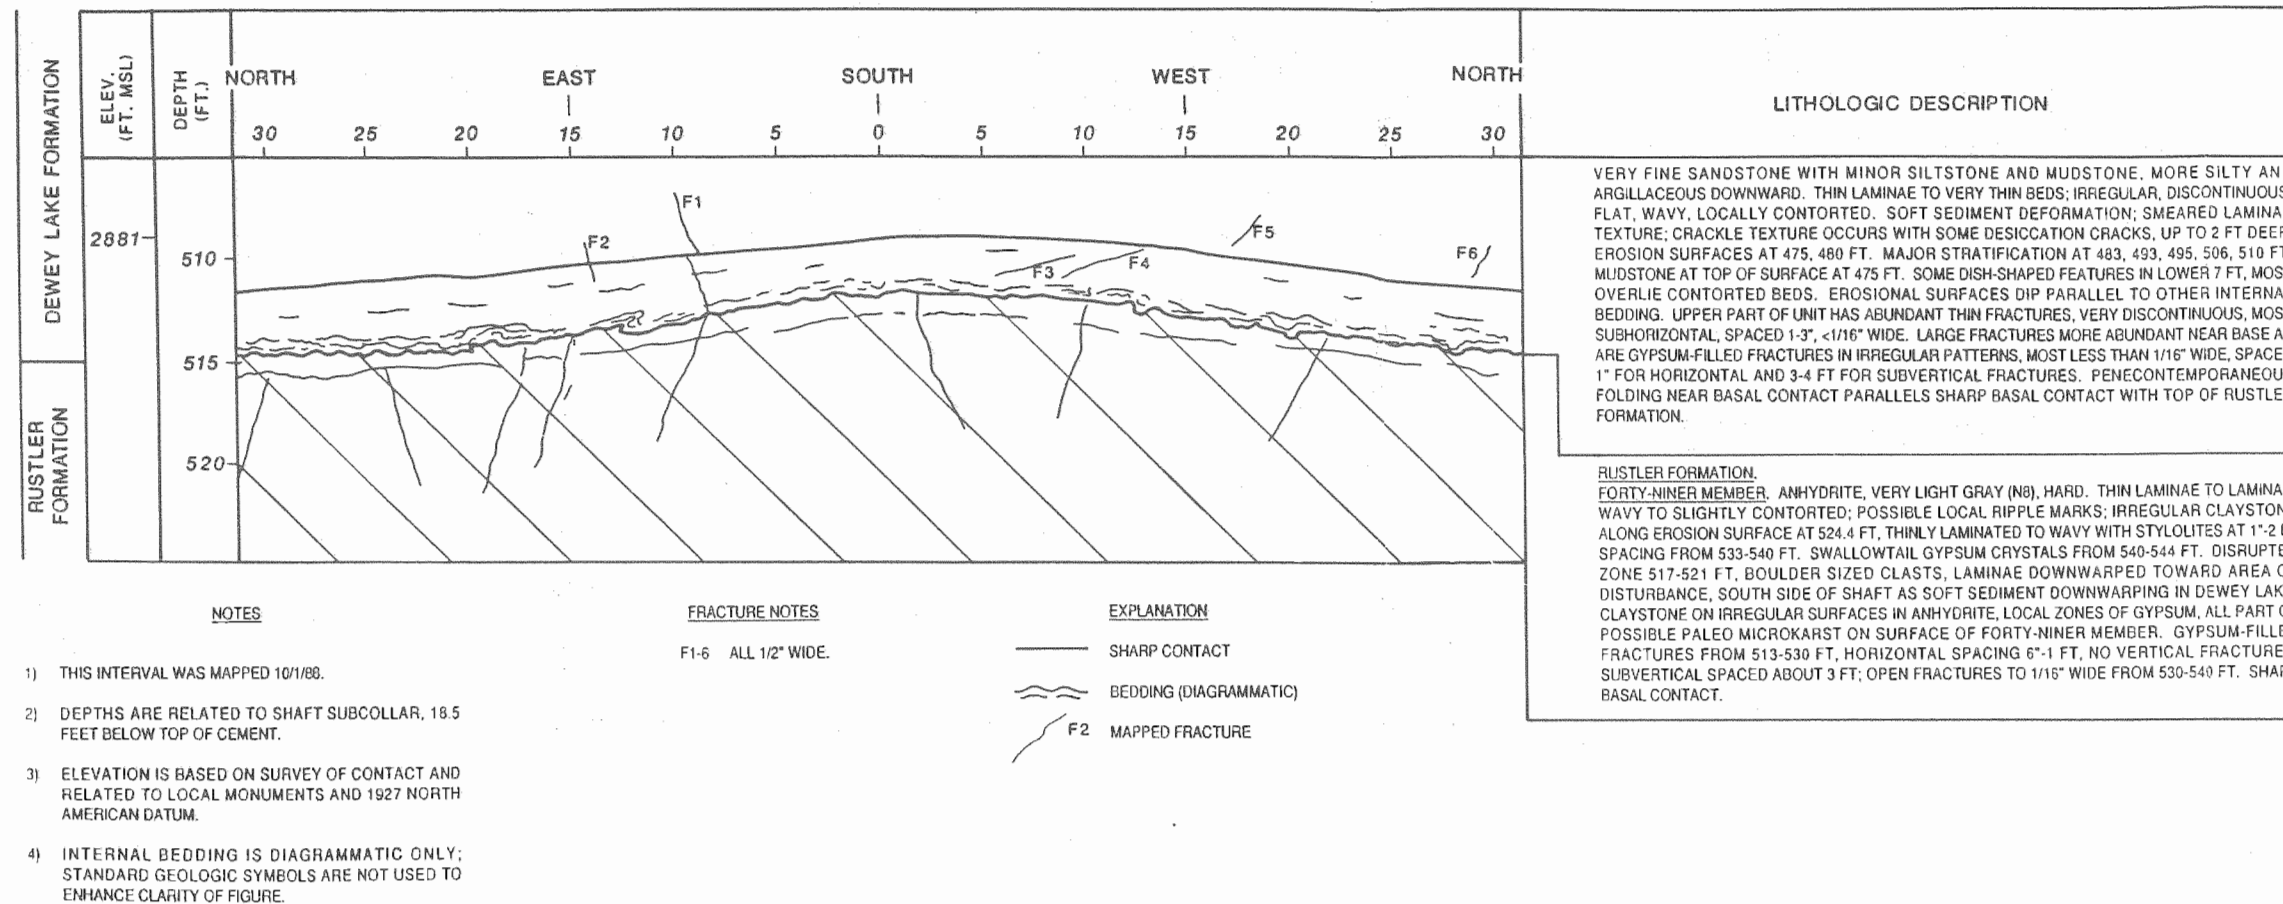 DEWEY LAKE FORMATION
RUSTLER
FORMATION
ELEV.
(FT. MSL)
DEPTH
(FT.)
NORTH EAST SOUTH WEST NORTH
30 25 20 15 10 5 0 5 10 15 20 25 30
2881
510
515
520
F1
F2
F3
F4
F5
F6
LITHOLOGIC DESCRIPTION
VERY FINE SANDSTONE WITH MINOR SILTSTONE AND MUDSTONE, MORE SILTY AN
ARGILLACEOUS DOWNWARD. THIN LAMINAE TO VERY THIN BEDS; IRREGULAR, DISCONTINUOUS
FLAT, WAVY, LOCALLY CONTORTED. SOFT SEDIMENT DEFORMATION; SMEARED LAMINA
TEXTURE; CRACKLE TEXTURE OCCURS WITH SOME DESICCATION CRACKS, UP TO 2 FT DEEP
EROSION SURFACES AT 475, 480 FT. MAJOR STRATIFICATION AT 483, 493, 495, 506, 510 FT
MUDSTONE AT TOP OF SURFACE AT 475 FT. SOME DISH-SHAPED FEATURES IN LOWER 7 FT, MOS
OVERLIE CONTORTED BEDS. EROSIONAL SURFACES DIP PARALLEL TO OTHER INTERNA
BEDDING. UPPER PART OF UNIT HAS ABUNDANT THIN FRACTURES, VERY DISCONTINUOUS, MOS
SUBHORIZONTAL, SPACED 1-3", <1/16" WIDE. LARGE FRACTURES MORE ABUNDANT NEAR BASE A
ARE GYPSUM-FILLED FRACTURES IN IRREGULAR PATTERNS, MOST LESS THAN 1/16" WIDE, SPACE
1" FOR HORIZONTAL AND 3-4 FT FOR SUBVERTICAL FRACTURES. PENECONTEMPORANEOU
FOLDING NEAR BASAL CONTACT PARALLELS SHARP BASAL CONTACT WITH TOP OF RUSTLE
FORMATION.
RUSTLER FORMATION.
FORTY-NINER MEMBER. ANHYDRITE, VERY LIGHT GRAY (N8), HARD. THIN LAMINAE TO LAMINA
WAVY TO SLIGHTLY CONTORTED; POSSIBLE LOCAL RIPPLE MARKS; IRREGULAR CLAYSTON
ALONG EROSION SURFACE AT 524.4 FT, THINLY LAMINATED TO WAVY WITH STYLOLITES AT 1"-2
SPACING FROM 533-540 FT. SWALLOWTAIL GYPSUM CRYSTALS FROM 540-544 FT. DISRUPTE
ZONE 517-521 FT, BOULDER SIZED CLASTS, LAMINAE DOWNWARPED TOWARD AREA O
DISTURBANCE, SOUTH SIDE OF SHAFT AS SOFT SEDIMENT DOWNWARPING IN DEWEY LAK
CLAYSTONE ON IRREGULAR SURFACES IN ANHYDRITE, LOCAL ZONES OF GYPSUM, ALL PART O
POSSIBLE PALEO MICROKARST ON SURFACE OF FORTY-NINER MEMBER. GYPSUM-FILLE
FRACTURES FROM 513-530 FT, HORIZONTAL SPACING 6"-1 FT, NO VERTICAL FRACTURE
SUBVERTICAL SPACED ABOUT 3 FT; OPEN FRACTURES TO 1/16" WIDE FROM 530-540 FT. SHAR
BASAL CONTACT.
NOTES
1) THIS INTERVAL WAS MAPPED 10/1/88.
2) DEPTHS ARE RELATED TO SHAFT SUBCOLLAR, 18.5
FEET BELOW TOP OF CEMENT.
3) ELEVATION IS BASED ON SURVEY OF CONTACT AND
RELATED TO LOCAL MONUMENTS AND 1927 NORTH
AMERICAN DATUM.
4) INTERNAL BEDDING IS DIAGRAMMATIC ONLY;
STANDARD GEOLOGIC SYMBOLS ARE NOT USED TO
ENHANCE CLARITY OF FIGURE.
FRACTURE NOTES
F1-6 ALL 1/2" WIDE.
EXPLANATION
SHARP CONTACT
BEDDING (DIAGRAMMATIC)
F2 MAPPED FRACTURE